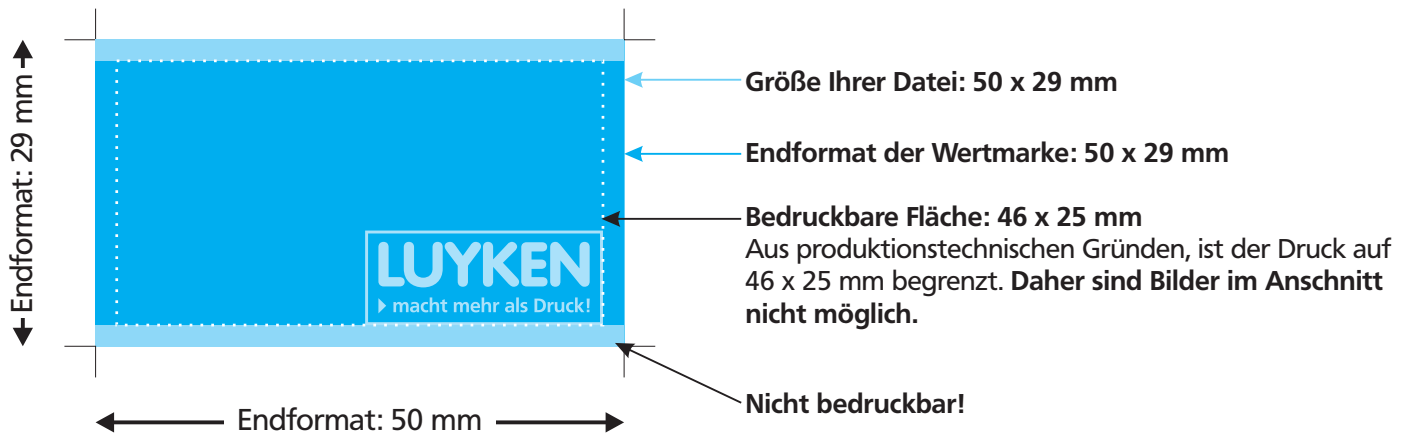 Endformat: 29 mm
Größe Ihrer Datei: 50 x 29 mm
Endformat der Wertmarke: 50 x 29 mm
Bedruckbare Fläche: 46 x 25 mm
Aus produktionstechnischen Gründen, ist der Druck auf
46 x 25 mm begrenzt. Daher sind Bilder im Anschnitt
nicht möglich.
LUYKEN
macht mehr als Druck!
Nicht bedruckbar!
Endformat: 50 mm